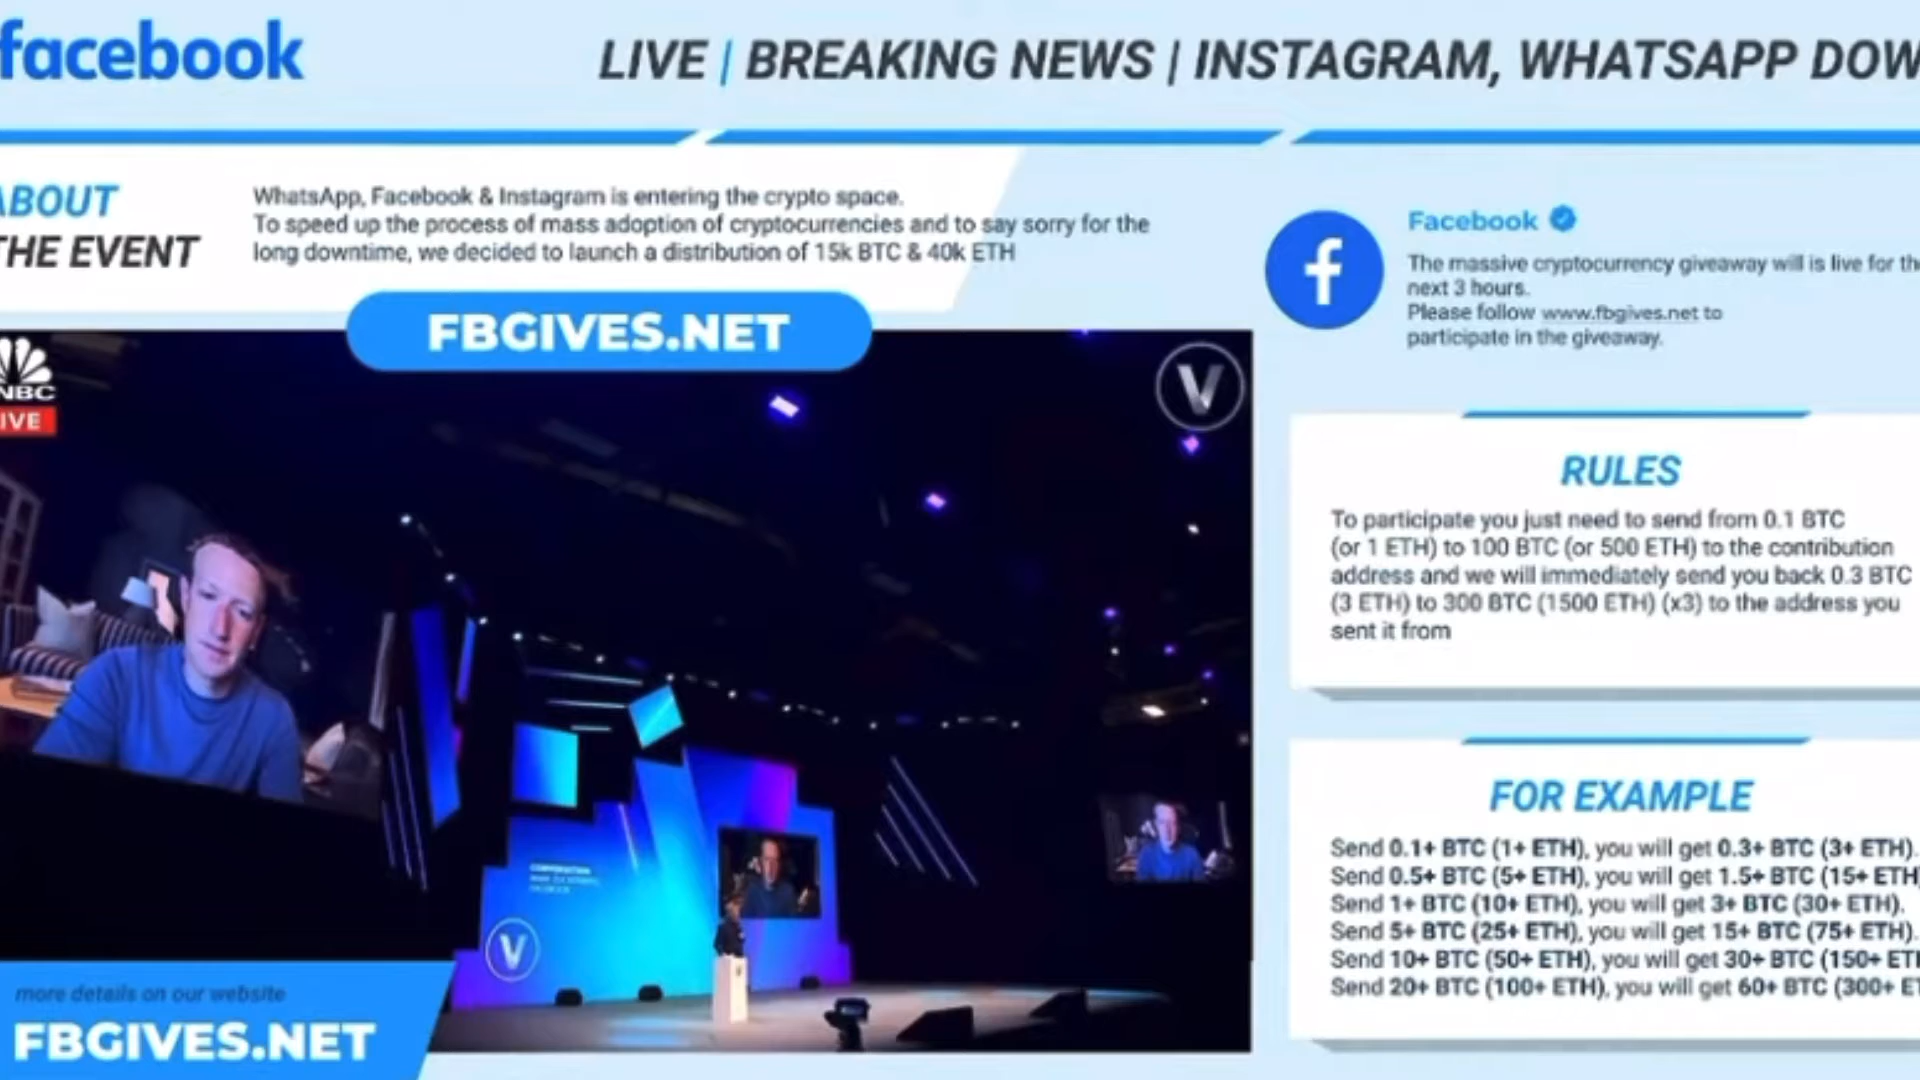 facebook
LIVE | BREAKING NEWS | INSTAGRAM, WHATSAPP DOW
ABOUT
THE EVENT
WhatsApp, Facebook & Instagram is entering the crypto space.
To speed up the process of mass adoption of cryptocurrencies and to say sorry for the
long downtime, we decided to launch a distribution of 15k BTC & 40k ETH
FBGIVES.NET
Facebook
The massive cryptocurrency giveaway will is live for the
next 3 hours.
Please follow www.fbgives.net to
participate in the giveaway.
NBC
IVE
V
RULES
To participate you just need to send from 0.1 BTC
(or 1 ETH) to 100 BTC (or 500 ETH) to the contribution
address and we will immediately send you back 0.3 BTC
(3 ETH) to 300 BTC (1500 ETH) (x3) to the address you
sent it from
FOR EXAMPLE
Send 0.1+ BTC (1+ ETH), you will get 0.3+ BTC (3+ ETH).
Send 0.5+ BTC (5+ ETH), you will get 1.5+ BTC (15+ ETH)
Send 1+ BTC (10+ ETH), you will get 3+ BTC (30+ ETH).
Send 5+ BTC (25+ ETH), you will get 15+ BTC (75+ ETH).
Send 10+ BTC (50+ ETH), you will get 30+ BTC (150+ ETH
Send 20+ BTC (100+ ETH), you will get 60+ BTC (300+ ET
V
more details on our website
FBGIVES.NET